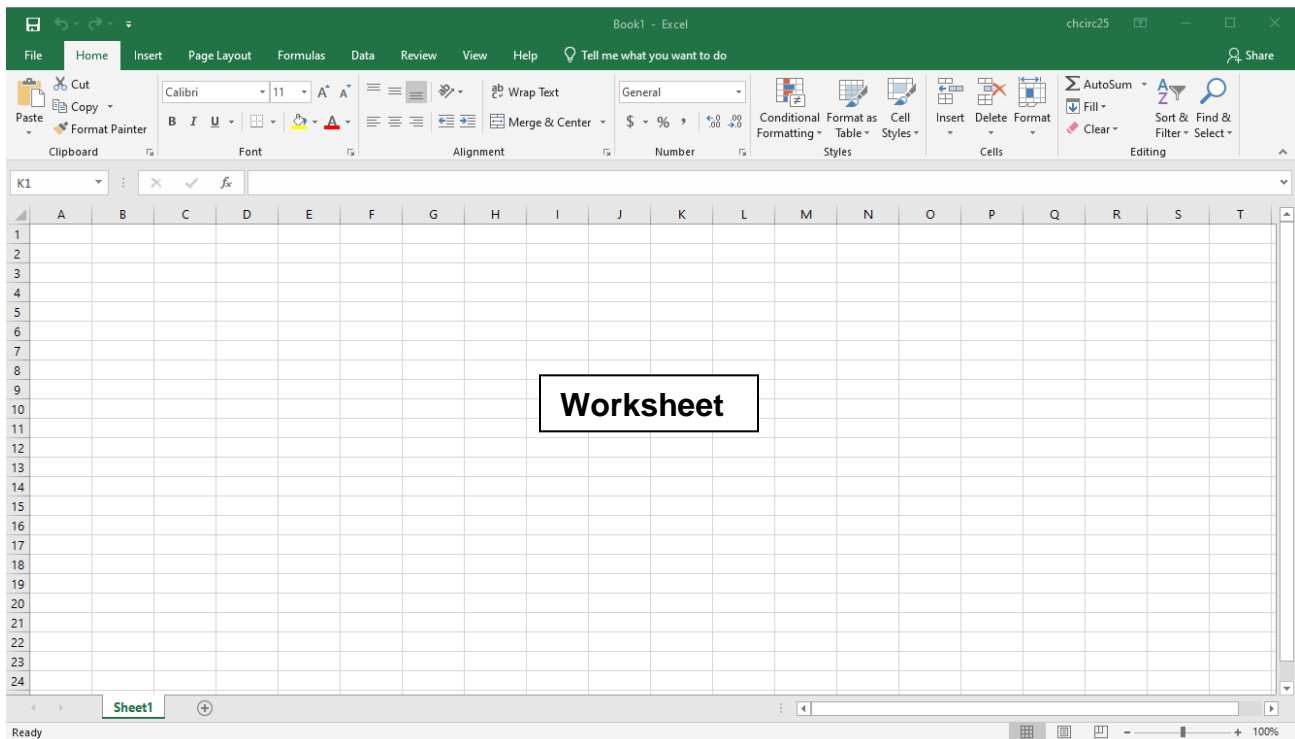 Book1 - Excel
chcirc25
File Home Insert Page Layout Formulas Data Review View Help Tell me what you want to do Share
Paste
Cut
Copy
Format Painter
Clipboard
Calibri 11 A A
B I U A
Font
ab Wrap Text
Merge & Center
Alignment
General
$ % , .00 .00
Number
Conditional Formatting
Format as Table
Cell Styles
Styles
Insert Delete Format
Cells
AutoSum
Fill
Clear
Sort & Filter
Find & Select
Editing
K1 fx
A B C D E F G H I J K L M N O P Q R S T
1
2
3
4
5
6
7
8
9
Worksheet
10
11
12
13
14
15
16
17
18
19
20
21
22
23
24
Sheet1
Ready
100%